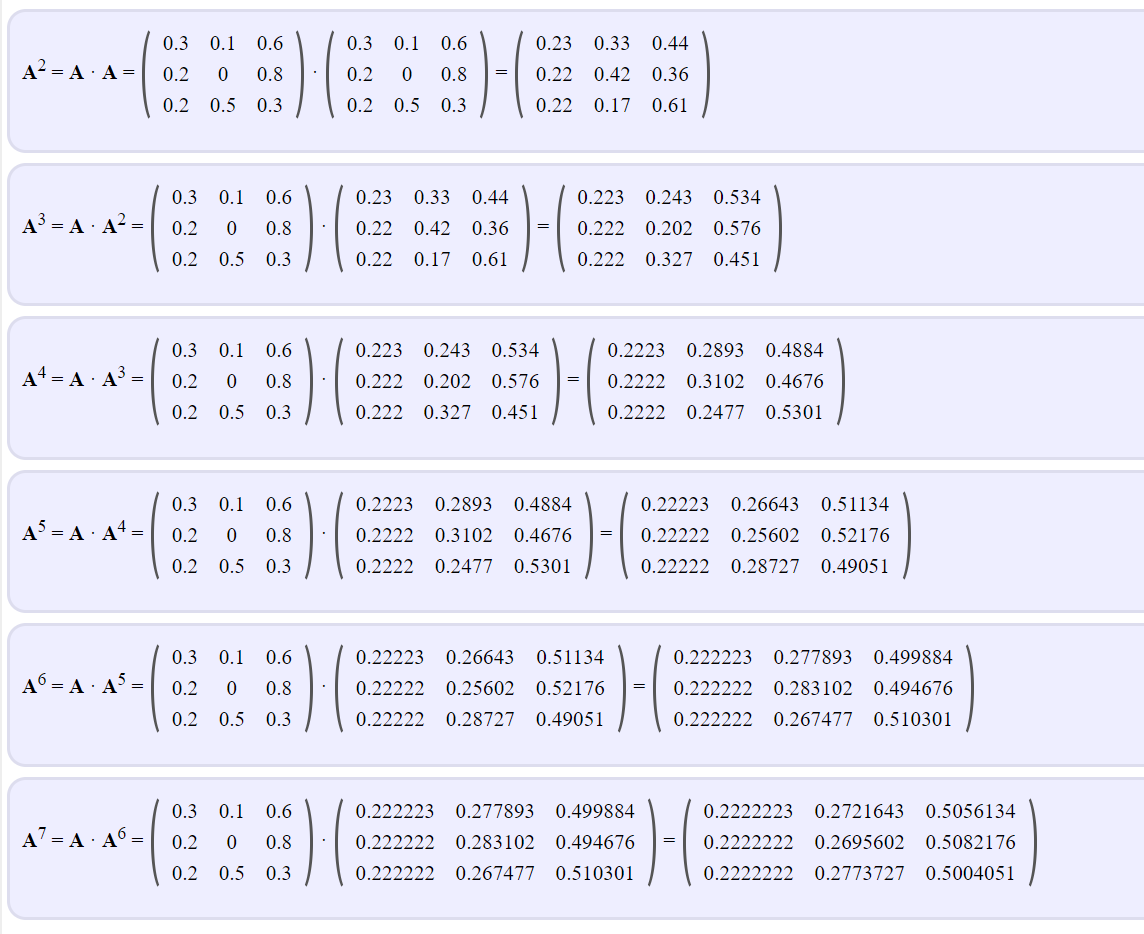 A² = A · A = ( 0.3 0.1 0.6 ) · ( 0.3 0.1 0.6 ) = ( 0.23 0.33 0.44 )
0.2 0 0.8 0.2 0 0.8 0.22 0.42 0.36
0.2 0.5 0.3 0.2 0.5 0.3 0.22 0.17 0.61
A³ = A · A² = ( 0.3 0.1 0.6 ) · ( 0.23 0.33 0.44 ) = ( 0.223 0.243 0.534 )
0.2 0 0.8 0.22 0.42 0.36 0.222 0.202 0.576
0.2 0.5 0.3 0.22 0.17 0.61 0.222 0.327 0.451
A⁴ = A · A³ = ( 0.3 0.1 0.6 ) · ( 0.223 0.243 0.534 ) = ( 0.2223 0.2893 0.4884 )
0.2 0 0.8 0.222 0.202 0.576 0.2222 0.3102 0.4676
0.2 0.5 0.3 0.222 0.327 0.451 0.2222 0.2477 0.5301
A⁵ = A · A⁴ = ( 0.3 0.1 0.6 ) · ( 0.2223 0.2893 0.4884 ) = ( 0.22223 0.26643 0.51134 )
0.2 0 0.8 0.2222 0.3102 0.4676 0.22222 0.25602 0.52176
0.2 0.5 0.3 0.2222 0.2477 0.5301 0.22222 0.28727 0.49051
A⁶ = A · A⁵ = ( 0.3 0.1 0.6 ) · ( 0.22223 0.26643 0.51134 ) = ( 0.222223 0.277893 0.499884 )
0.2 0 0.8 0.22222 0.25602 0.52176 0.222222 0.283102 0.494676
0.2 0.5 0.3 0.22222 0.28727 0.49051 0.222222 0.267477 0.510301
A⁷ = A · A⁶ = ( 0.3 0.1 0.6 ) · ( 0.222223 0.277893 0.499884 ) = ( 0.2222223 0.2721643 0.5056134 )
0.2 0 0.8 0.222222 0.283102 0.494676 0.2222222 0.2695602 0.5082176
0.2 0.5 0.3 0.222222 0.267477 0.510301 0.2222222 0.2773727 0.5004051